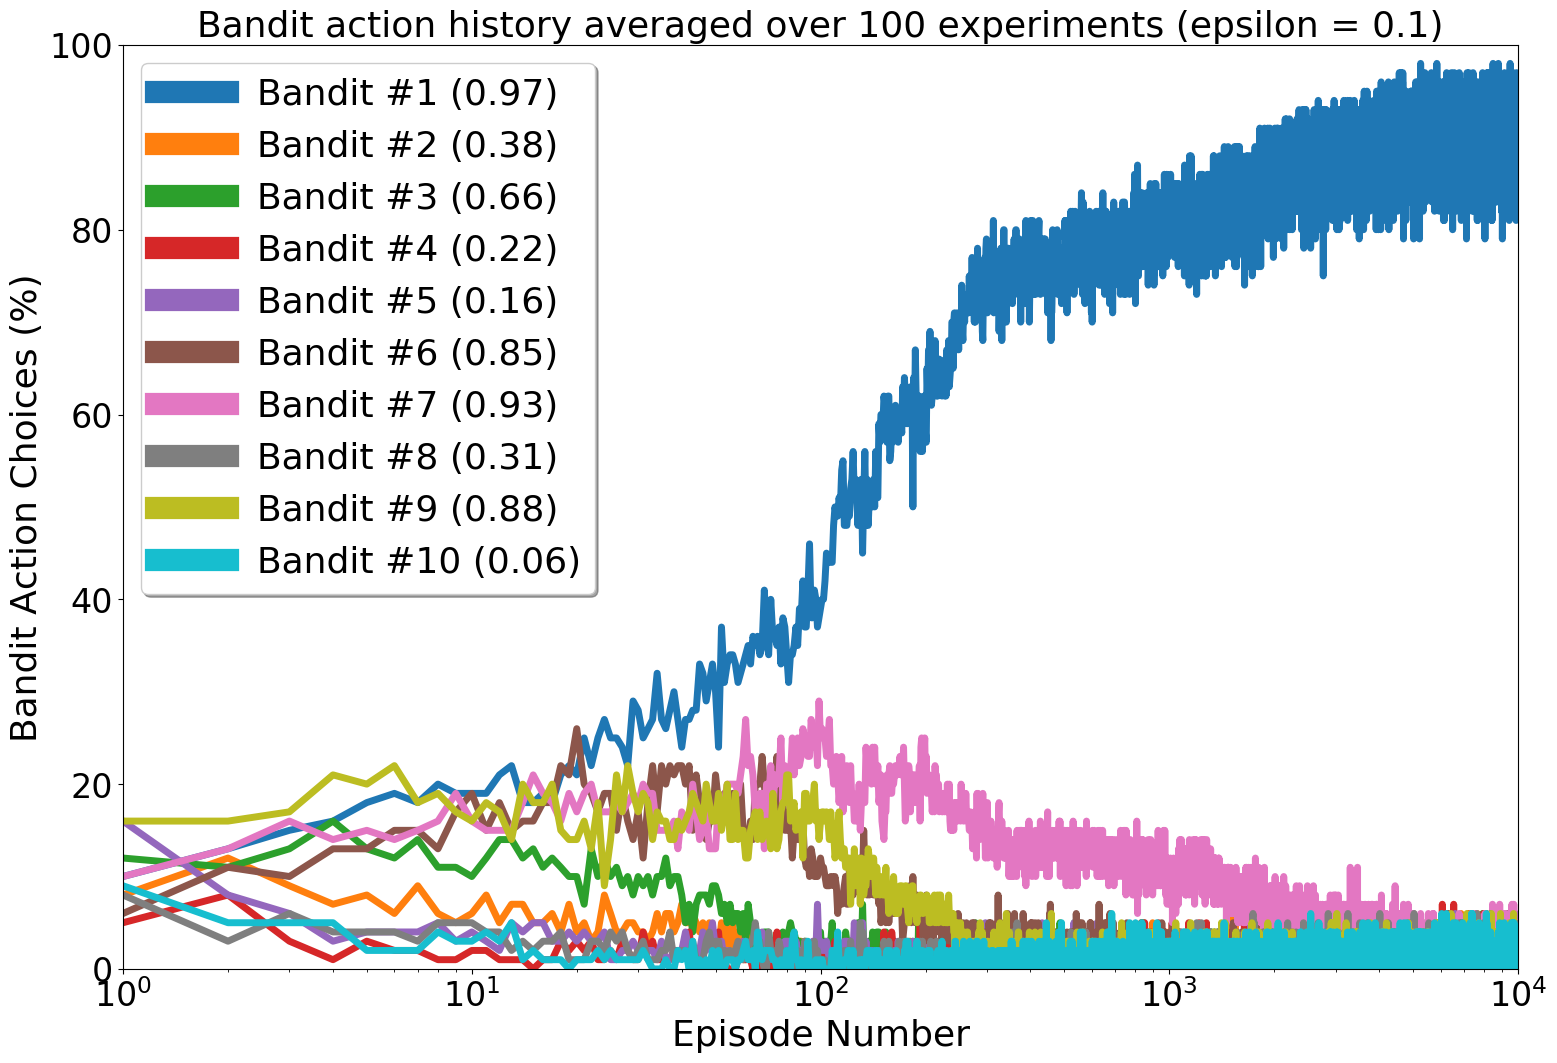 Bandit action history averaged over 100 experiments (epsilon = 0.1)
100
80
60
40
20
0
Bandit Action Choices (%)
Bandit #1 (0.97)
Bandit #2 (0.38)
Bandit #3 (0.66)
Bandit #4 (0.22)
Bandit #5 (0.16)
Bandit #6 (0.85)
Bandit #7 (0.93)
Bandit #8 (0.31)
Bandit #9 (0.88)
Bandit #10 (0.06)
10⁰ 10¹ 10² 10³ 10⁴
Episode Number